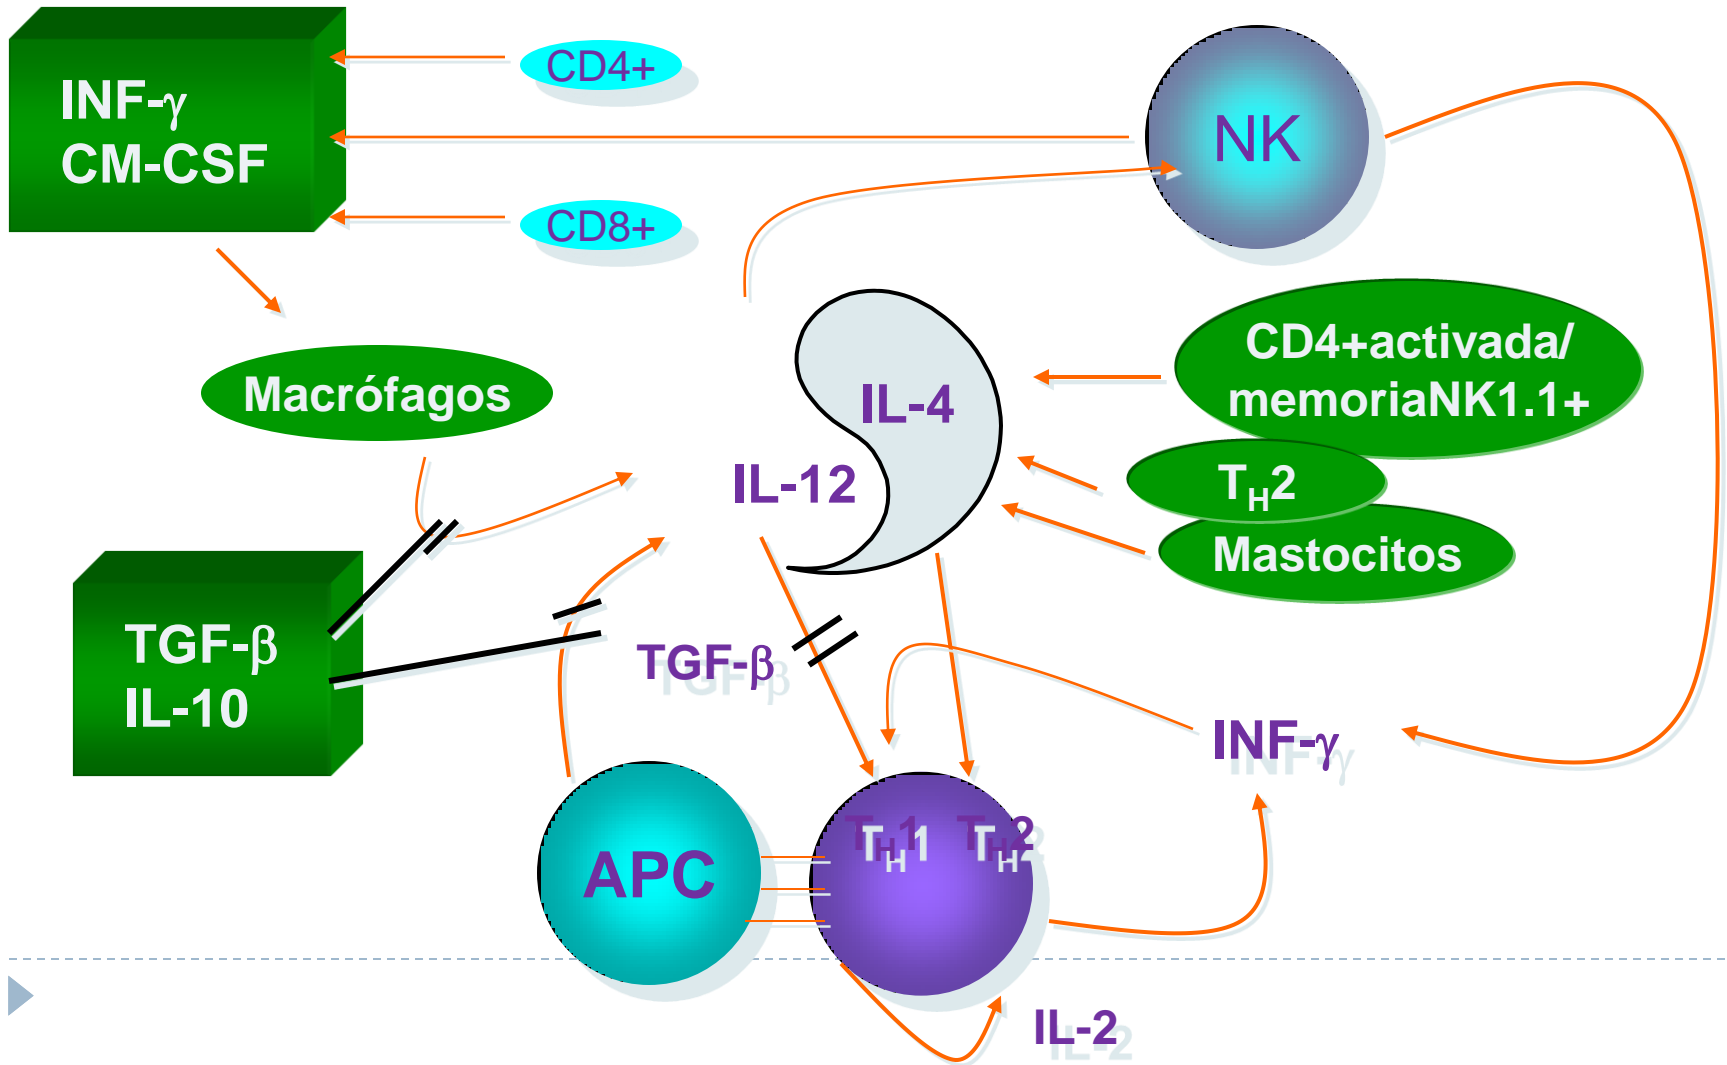 INF-γ
CM-CSF
CD4+
CD8+
NK
Macrófagos
IL-4
IL-12
CD4+activada/
memoriaNK1.1+
TH2
Mastocitos
TGF-β
IL-10
TGF-β
INF-γ
APC
TH1 TH2
IL-2